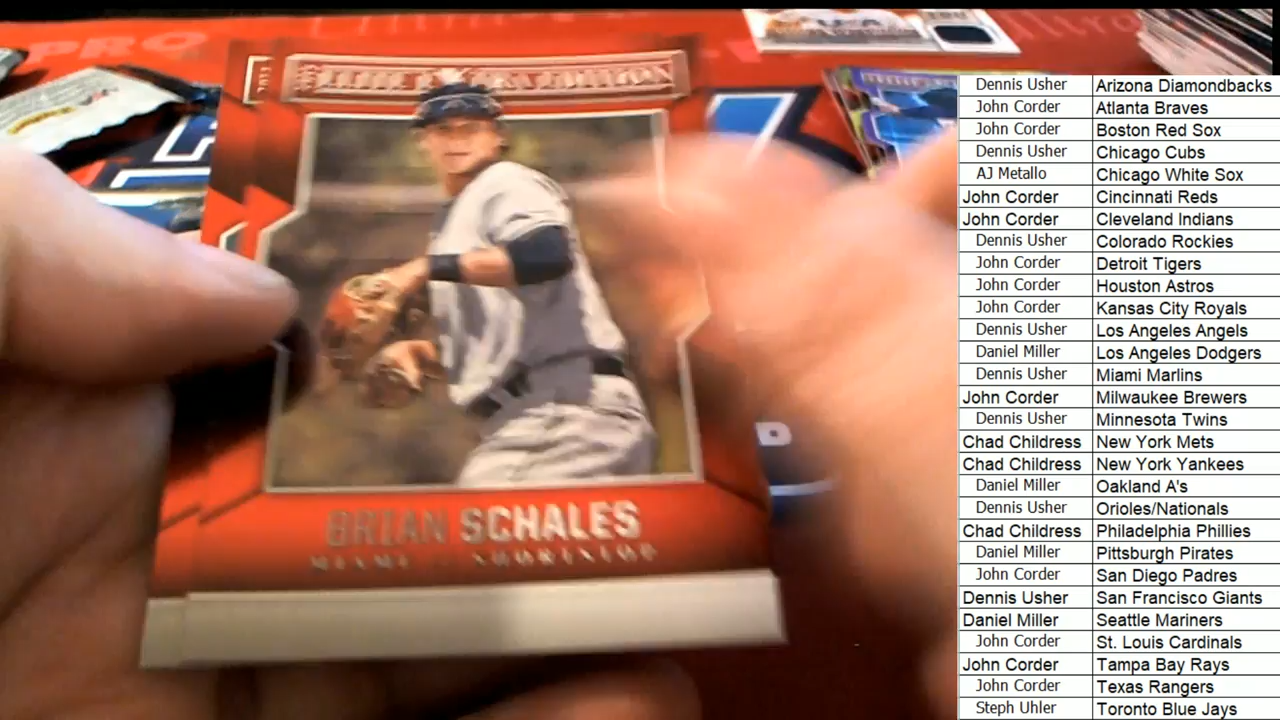 PRO
ELITE EXTRA EDITION
BRIAN SCHALES
MIAMI SHORTSTOP
Dennis Usher Arizona Diamondbacks
John Corder Atlanta Braves
John Corder Boston Red Sox
Dennis Usher Chicago Cubs
AJ Metallo Chicago White Sox
John Corder Cincinnati Reds
John Corder Cleveland Indians
Dennis Usher Colorado Rockies
John Corder Detroit Tigers
John Corder Houston Astros
John Corder Kansas City Royals
Dennis Usher Los Angeles Angels
Daniel Miller Los Angeles Dodgers
Dennis Usher Miami Marlins
John Corder Milwaukee Brewers
Dennis Usher Minnesota Twins
Chad Childress New York Mets
Chad Childress New York Yankees
Daniel Miller Oakland A's
Dennis Usher Orioles/Nationals
Chad Childress Philadelphia Phillies
Daniel Miller Pittsburgh Pirates
John Corder San Diego Padres
Dennis Usher San Francisco Giants
Daniel Miller Seattle Mariners
John Corder St. Louis Cardinals
John Corder Tampa Bay Rays
John Corder Texas Rangers
Steph Uhler Toronto Blue Jays